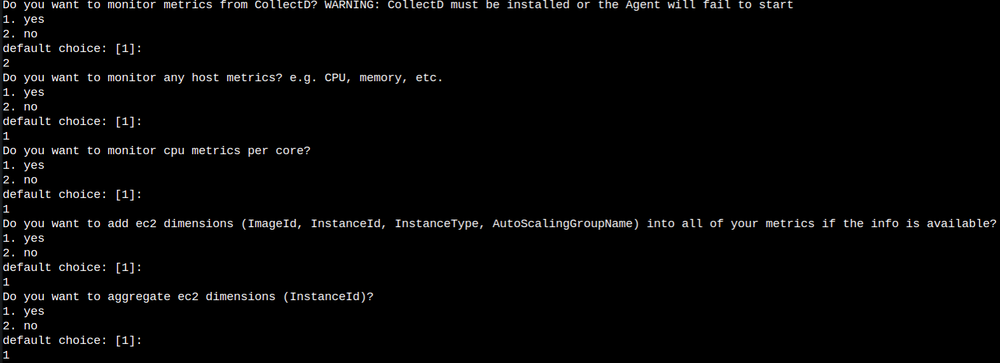 Do you want to monitor metrics from CollectD? WARNING: CollectD must be installed or the Agent will fail to start
1. yes
2. no
default choice: [1]:
2
Do you want to monitor any host metrics? e.g. CPU, memory, etc.
1. yes
2. no
default choice: [1]:
1
Do you want to monitor cpu metrics per core?
1. yes
2. no
default choice: [1]:
1
Do you want to add ec2 dimensions (ImageId, InstanceId, InstanceType, AutoScalingGroupName) into all of your metrics if the info is available?
1. yes
2. no
default choice: [1]:
1
Do you want to aggregate ec2 dimensions (InstanceId)?
1. yes
2. no
default choice: [1]:
1